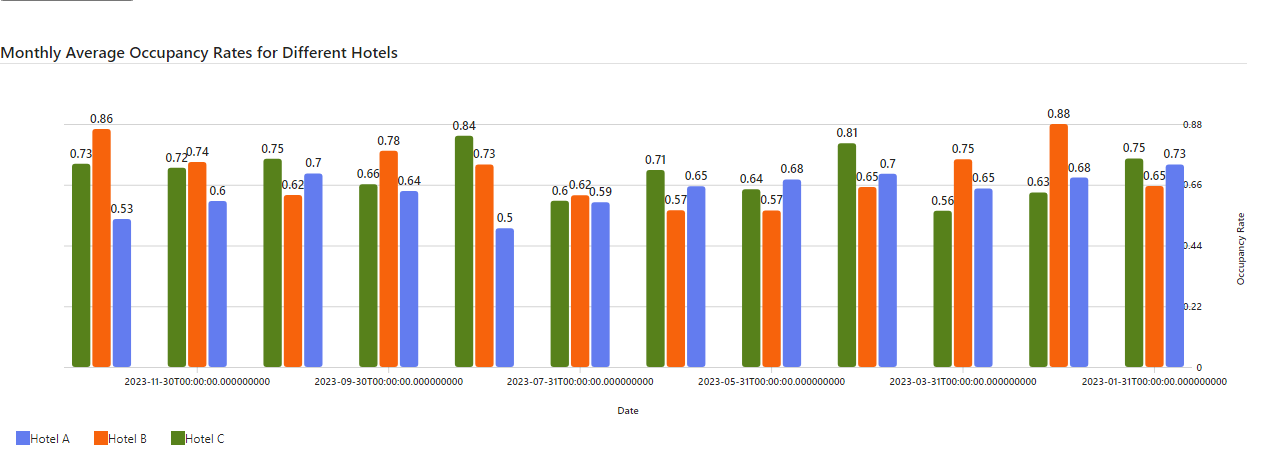 Monthly Average Occupancy Rates for Different Hotels
0.73 0.86 0.53 0.72 0.74 0.6 0.75 0.62 0.7 0.66 0.78 0.64 0.84 0.73 0.5 0.6 0.62 0.59 0.71 0.57 0.65 0.64 0.57 0.68 0.81 0.65 0.7 0.56 0.75 0.65 0.63 0.88 0.68 0.75 0.65 0.73
0.88
0.66
0.44
0.22
0
Occupancy Rate
2023-11-30T00:00:00.000000000 2023-09-30T00:00:00.000000000 2023-07-31T00:00:00.000000000 2023-05-31T00:00:00.000000000 2023-03-31T00:00:00.000000000 2023-01-31T00:00:00.000000000
Date
Hotel A Hotel B Hotel C